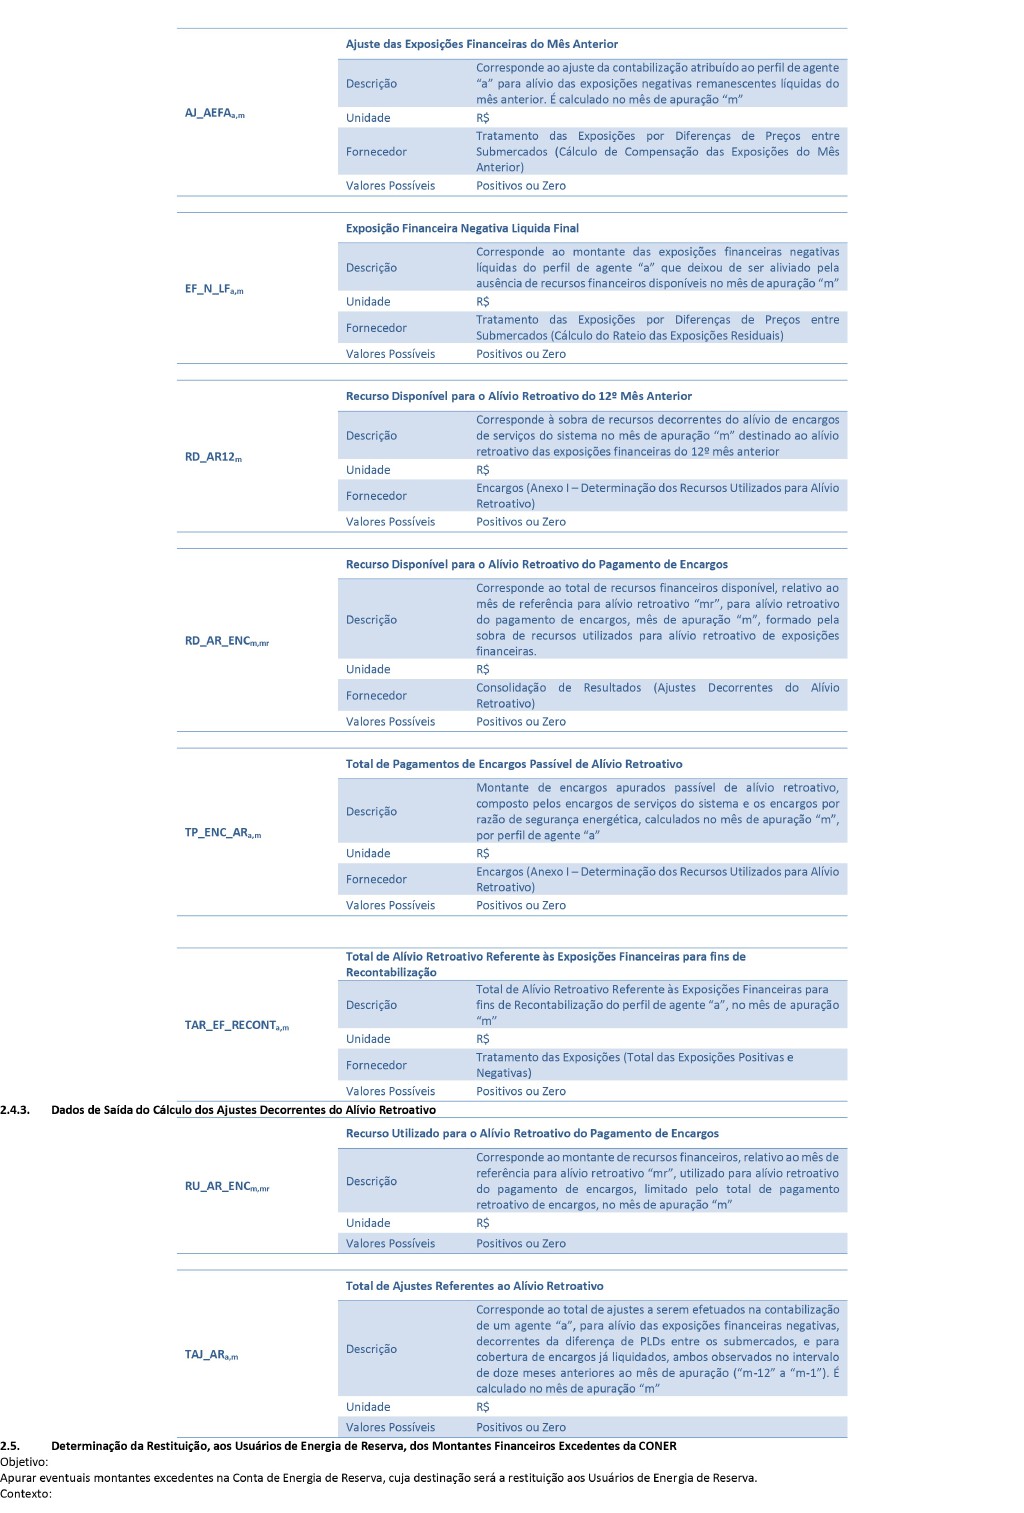 Ajuste das Exposições Financeiras do Mês Anterior
AJ_AEFAa,m
Descrição
Corresponde ao ajuste da contabilização atribuído ao perfil de agente
“a” para alívio das exposições negativas remanescentes líquidas do
mês anterior. É calculado no mês de apuração “m”
Unidade
R$
Fornecedor
Tratamento das Exposições por Diferenças de Preços entre
Submercados (Cálculo de Compensação das Exposições do Mês
Anterior)
Valores Possíveis
Positivos ou Zero
Exposição Financeira Negativa Liquida Final
EF_N_LFa,m
Descrição
Corresponde ao montante das exposições financeiras negativas
líquidas do perfil de agente “a” que deixou de ser aliviado pela
ausência de recursos financeiros disponíveis no mês de apuração “m”
Unidade
R$
Fornecedor
Tratamento das Exposições por Diferenças de Preços entre
Submercados (Cálculo do Rateio das Exposições Residuais)
Valores Possíveis
Positivos ou Zero
Recurso Disponível para o Alívio Retroativo do 12º Mês Anterior
RD_AR12m
Descrição
Corresponde à sobra de recursos decorrentes do alívio de encargos
de serviços do sistema no mês de apuração “m” destinado ao alívio
retroativo das exposições financeiras do 12º mês anterior
Unidade
R$
Fornecedor
Encargos (Anexo I – Determinação dos Recursos Utilizados para Alívio
Retroativo)
Valores Possíveis
Positivos ou Zero
Recurso Disponível para o Alívio Retroativo do Pagamento de Encargos
RD_AR_ENCm,mr
Descrição
Corresponde ao total de recursos financeiros disponível, relativo ao
mês de referência para alívio retroativo “mr”, para alívio retroativo
do pagamento de encargos, mês de apuração “m”, formado pela
sobra de recursos utilizados para alívio retroativo de exposições
financeiras.
Unidade
R$
Fornecedor
Consolidação de Resultados (Ajustes Decorrentes do Alívio
Retroativo)
Valores Possíveis
Positivos ou Zero
Total de Pagamentos de Encargos Passível de Alívio Retroativo
TP_ENC_ARa,m
Descrição
Montante de encargos apurados passível de alívio retroativo,
composto pelos encargos de serviços do sistema e os encargos por
razão de segurança energética, calculados no mês de apuração “m”,
por perfil de agente “a”
Unidade
R$
Fornecedor
Encargos (Anexo I – Determinação dos Recursos Utilizados para Alívio
Retroativo)
Valores Possíveis
Positivos ou Zero
Total de Alívio Retroativo Referente às Exposições Financeiras para fins de
Recontabilização
TAR_EF_RECONTa,m
Descrição
Total de Alívio Retroativo Referente às Exposições Financeiras para
fins de Recontabilização do perfil de agente “a”, no mês de apuração
“m”
Unidade
R$
Fornecedor
Tratamento das Exposições (Total das Exposições Positivas e
Negativas)
Valores Possíveis
Positivos ou Zero
2.4.3. Dados de Saída do Cálculo dos Ajustes Decorrentes do Alívio Retroativo
Recurso Utilizado para o Alívio Retroativo do Pagamento de Encargos
RU_AR_ENCm,mr
Descrição
Corresponde ao montante de recursos financeiros, relativo ao mês de
referência para alívio retroativo “mr”, utilizado para alívio retroativo
do pagamento de encargos, limitado pelo total de pagamento
retroativo de encargos, no mês de apuração “m”
Unidade
R$
Valores Possíveis
Positivos ou Zero
Total de Ajustes Referentes ao Alívio Retroativo
TAJ_ARa,m
Descrição
Corresponde ao total de ajustes a serem efetuados na contabilização
de um agente “a”, para alívio das exposições financeiras negativas,
decorrentes da diferença de PLDs entre os submercados, e para
cobertura de encargos já liquidados, ambos observados no intervalo
de doze meses anteriores ao mês de apuração (“m-12” a “m-1”). É
calculado no mês de apuração “m”
Unidade
R$
Valores Possíveis
Positivos ou Zero
2.5. Determinação da Restituição, aos Usuários de Energia de Reserva, dos Montantes Financeiros Excedentes da CONER
Objetivo:
Apurar eventuais montantes excedentes na Conta de Energia de Reserva, cuja destinação será a restituição aos Usuários de Energia de Reserva.
Contexto: